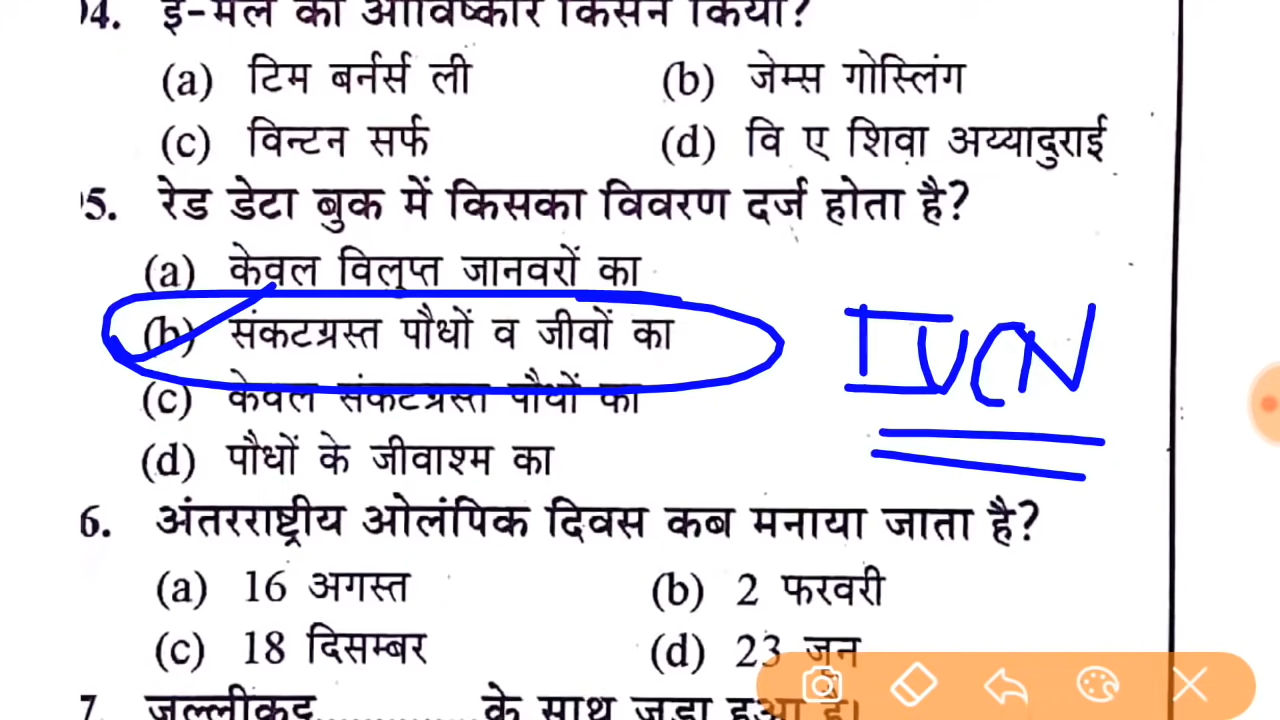 04. ई-मेल का आविष्कार किसने किया?
(a) टिम बर्नर्स ली (b) जेम्स गोस्लिंग
(c) विन्टन सर्फ (d) वि ए शिवा अय्यादुराई
5. रेड डेटा बुक में किसका विवरण दर्ज होता है?
(a) केवल विलुप्त जानवरों का
(b) संकटग्रस्त पौधों व जीवों का
IUCN
(c) केवल संकटग्रस्त पौधों का
(d) पौधों के जीवाश्म का
6. अंतरराष्ट्रीय ओलंपिक दिवस कब मनाया जाता है?
(a) 16 अगस्त (b) 2 फरवरी
(c) 18 दिसम्बर (d) 23 जून
7. जल्लीकट्टू............... के साथ जुड़ा हुआ है।